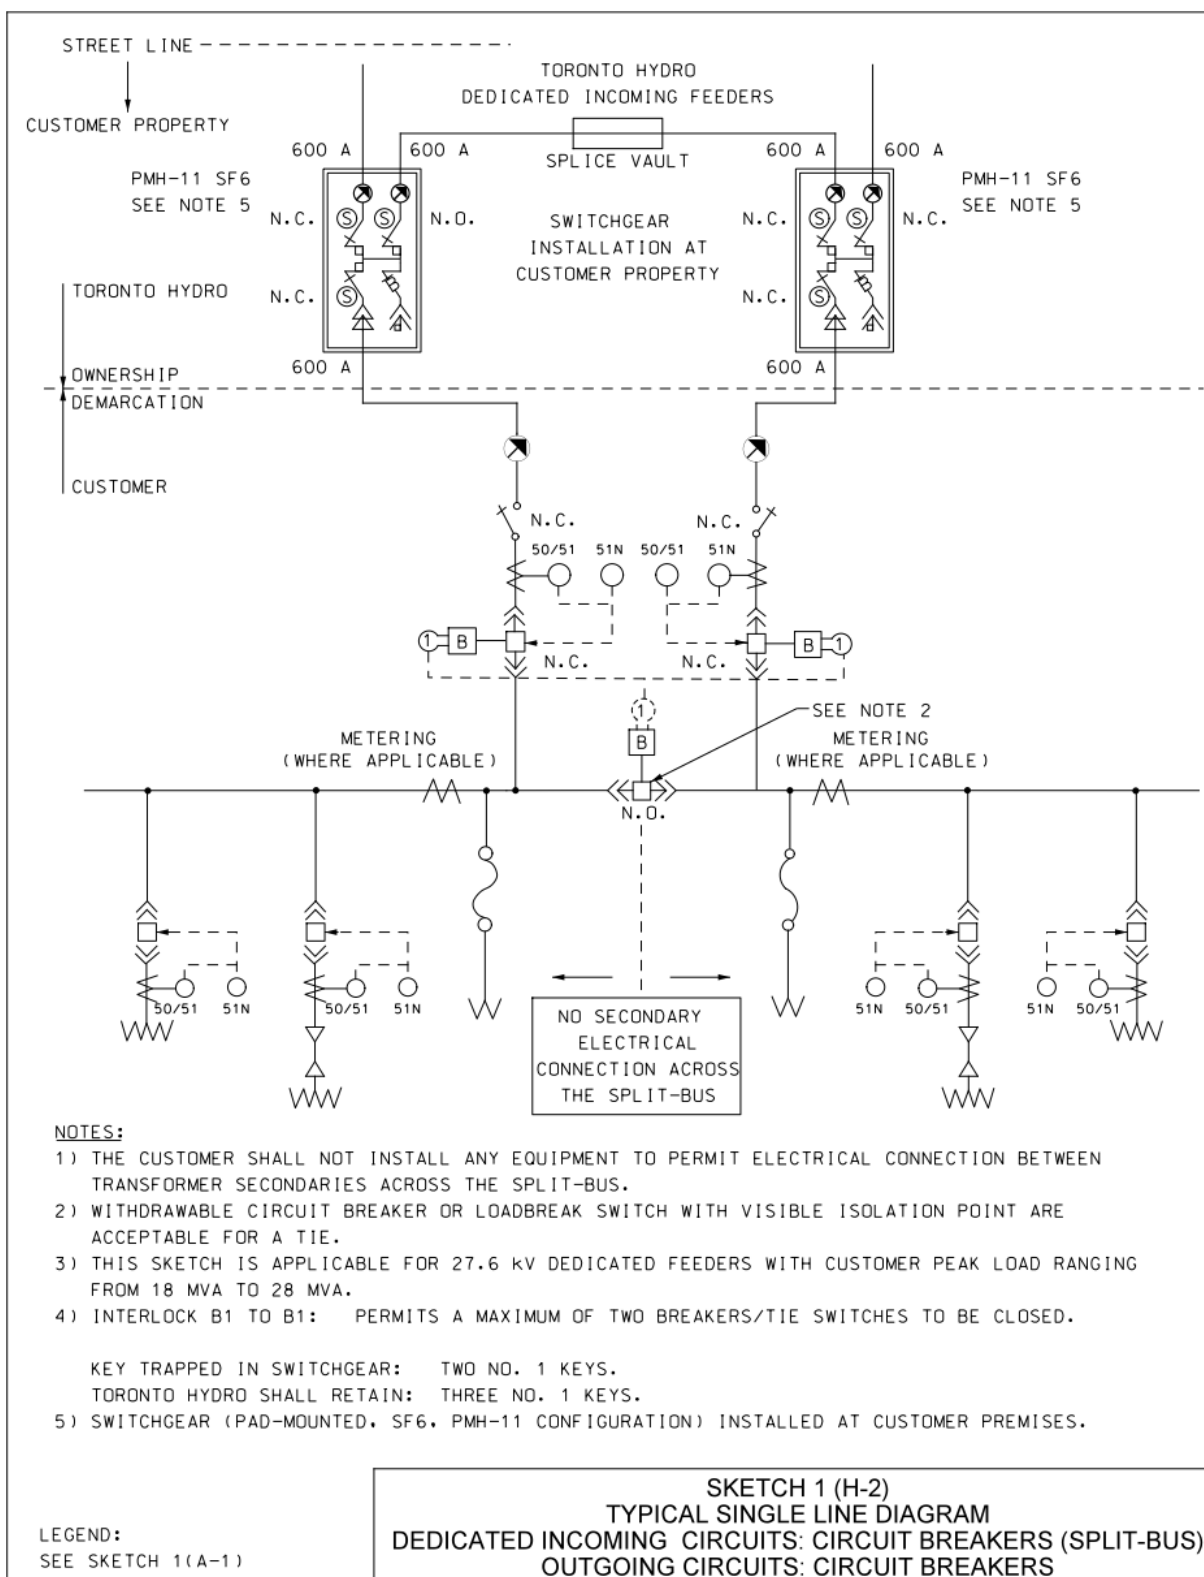 STREET LINE
CUSTOMER PROPERTY
TORONTO HYDRO
DEDICATED INCOMING FEEDERS
600 A
600 A
SPLICE VAULT
600 A
600 A
PMH-11 SF6
SEE NOTE 5
PMH-11 SF6
SEE NOTE 5
N.C.
S
S
N.O.
SWITCHGEAR
INSTALLATION AT
CUSTOMER PROPERTY
N.C.
S
S
N.C.
TORONTO HYDRO
N.C.
S
N.C.
S
600 A
600 A
OWNERSHIP
DEMARCATION
CUSTOMER
N.C.
N.C.
50/51
51N
50/51
51N
1
B
B
1
N.C.
N.C.
1
B
SEE NOTE 2
METERING
(WHERE APPLICABLE)
METERING
(WHERE APPLICABLE)
N.O.
50/51
51N
50/51
51N
51N
50/51
51N
50/51
NO SECONDARY
ELECTRICAL
CONNECTION ACROSS
THE SPLIT-BUS
NOTES:
1) THE CUSTOMER SHALL NOT INSTALL ANY EQUIPMENT TO PERMIT ELECTRICAL CONNECTION BETWEEN
TRANSFORMER SECONDARIES ACROSS THE SPLIT-BUS.
2) WITHDRAWABLE CIRCUIT BREAKER OR LOADBREAK SWITCH WITH VISIBLE ISOLATION POINT ARE
ACCEPTABLE FOR A TIE.
3) THIS SKETCH IS APPLICABLE FOR 27.6 kV DEDICATED FEEDERS WITH CUSTOMER PEAK LOAD RANGING
FROM 18 MVA TO 28 MVA.
4) INTERLOCK B1 TO B1: PERMITS A MAXIMUM OF TWO BREAKERS/TIE SWITCHES TO BE CLOSED.
KEY TRAPPED IN SWITCHGEAR: TWO NO. 1 KEYS.
TORONTO HYDRO SHALL RETAIN: THREE NO. 1 KEYS.
5) SWITCHGEAR (PAD-MOUNTED, SF6, PMH-11 CONFIGURATION) INSTALLED AT CUSTOMER PREMISES.
LEGEND:
SEE SKETCH 1(A-1)
SKETCH 1 (H-2)
TYPICAL SINGLE LINE DIAGRAM
DEDICATED INCOMING CIRCUITS: CIRCUIT BREAKERS (SPLIT-BUS)
OUTGOING CIRCUITS: CIRCUIT BREAKERS